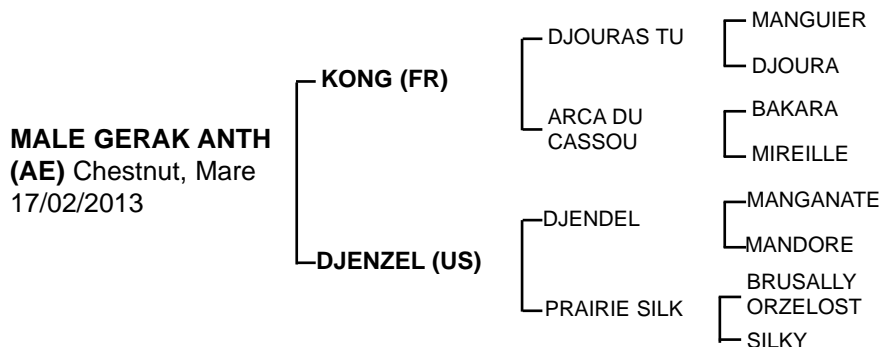 MALE GERAK ANTH
(AE) Chestnut, Mare
17/02/2013
KONG (FR)
DJENZEL (US)
DJOURAS TU
ARCA DU
CASSOU
DJENDEL
PRAIRIE SILK
MANGUIER
DJOURA
BAKARA
MIREILLE
MANGANATE
MANDORE
BRUSALLY
ORZELOST
SILKY